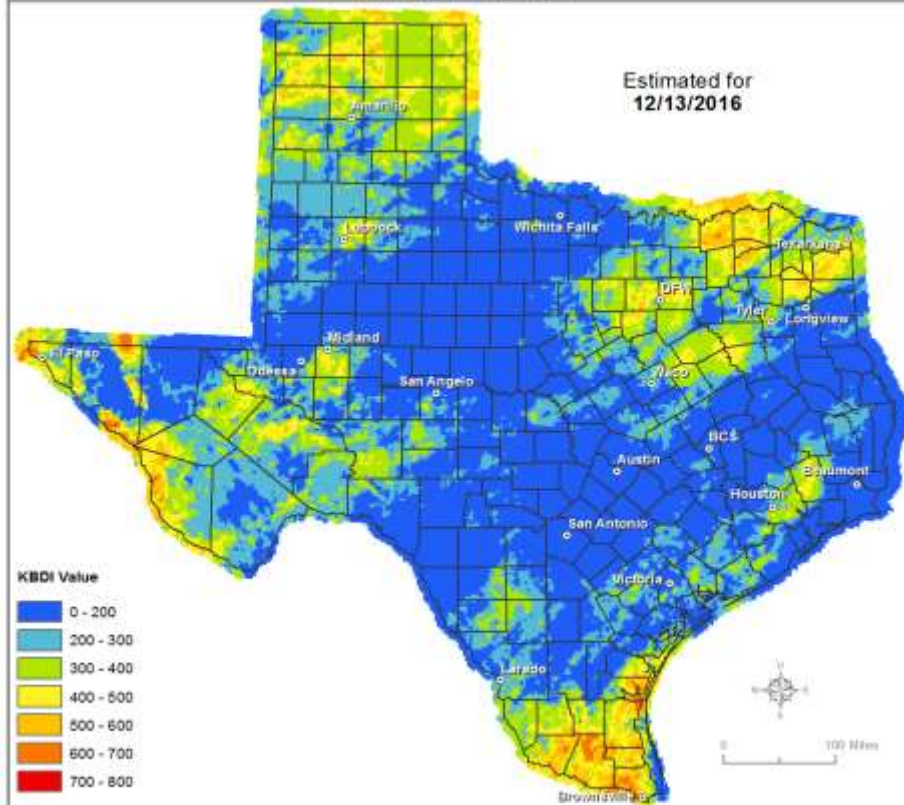 Estimated for
12/13/2016
Amarillo
Wichita Falls
Lubbock
Texarkana
DFW
Tyler
Longview
El Paso
Midland
Odessa
Waco
San Angelo
BCS
Austin
Beaumont
Houston
San Antonio
Victoria
Laredo
Brownsville
KBDI Value
0 - 200
200 - 300
300 - 400
400 - 500
500 - 600
600 - 700
700 - 800
0 100 Miles